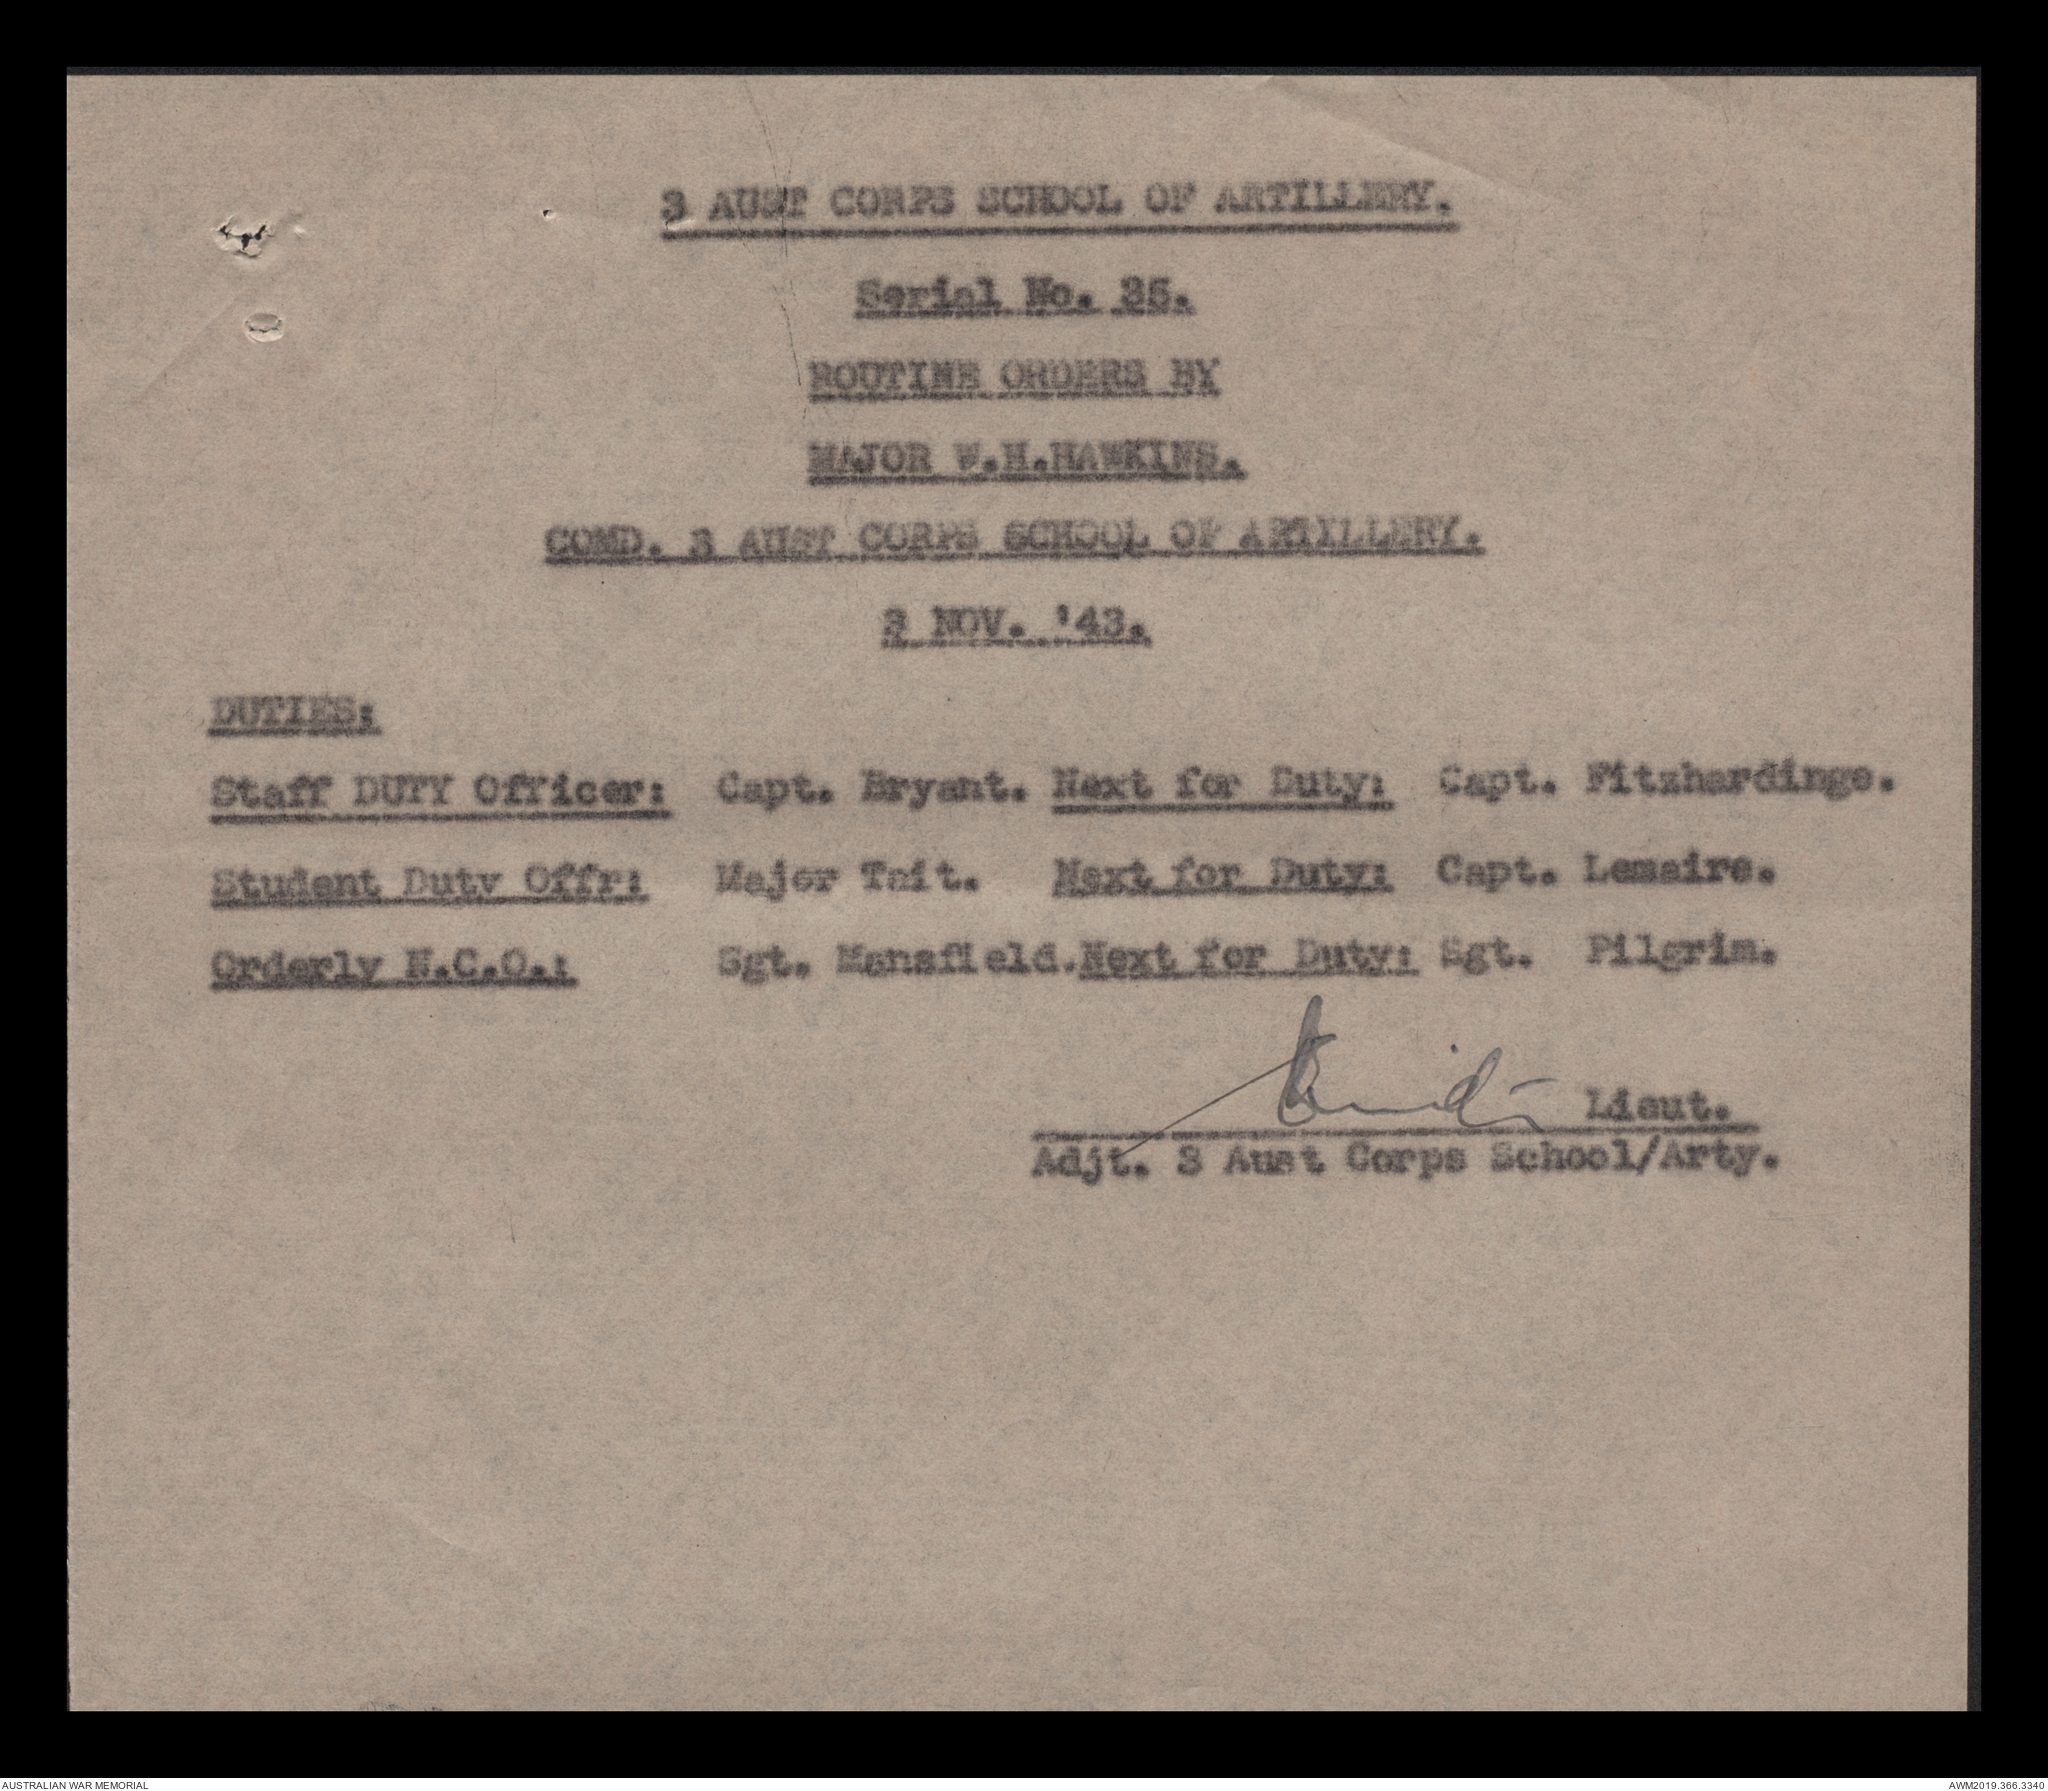 3 AUST CORPS SCHOOL OF ARTILLERY.
Serial No. 35.
ROUTINE ORDERS BY
MAJOR W.H.HAWKINS.
COMD. 3 AUST CORPS SCHOOL OF ARTILLERY.
3 NOV. '43.
DUTIES:
Staff DUTY Officer: Capt. Bryant. Next for Duty: Capt. Fitzhardinge.
Student Duty Offr: Major Tait. Next for Duty: Capt. Lemaire.
Orderly N.C.O.: Sgt. Mansfield. Next for Duty: Sgt. Pilgrim.
Lieut.
Adjt. 3 Aust Corps School/Arty.
AUSTRALIAN WAR MEMORIAL
AWM2019.366.3340